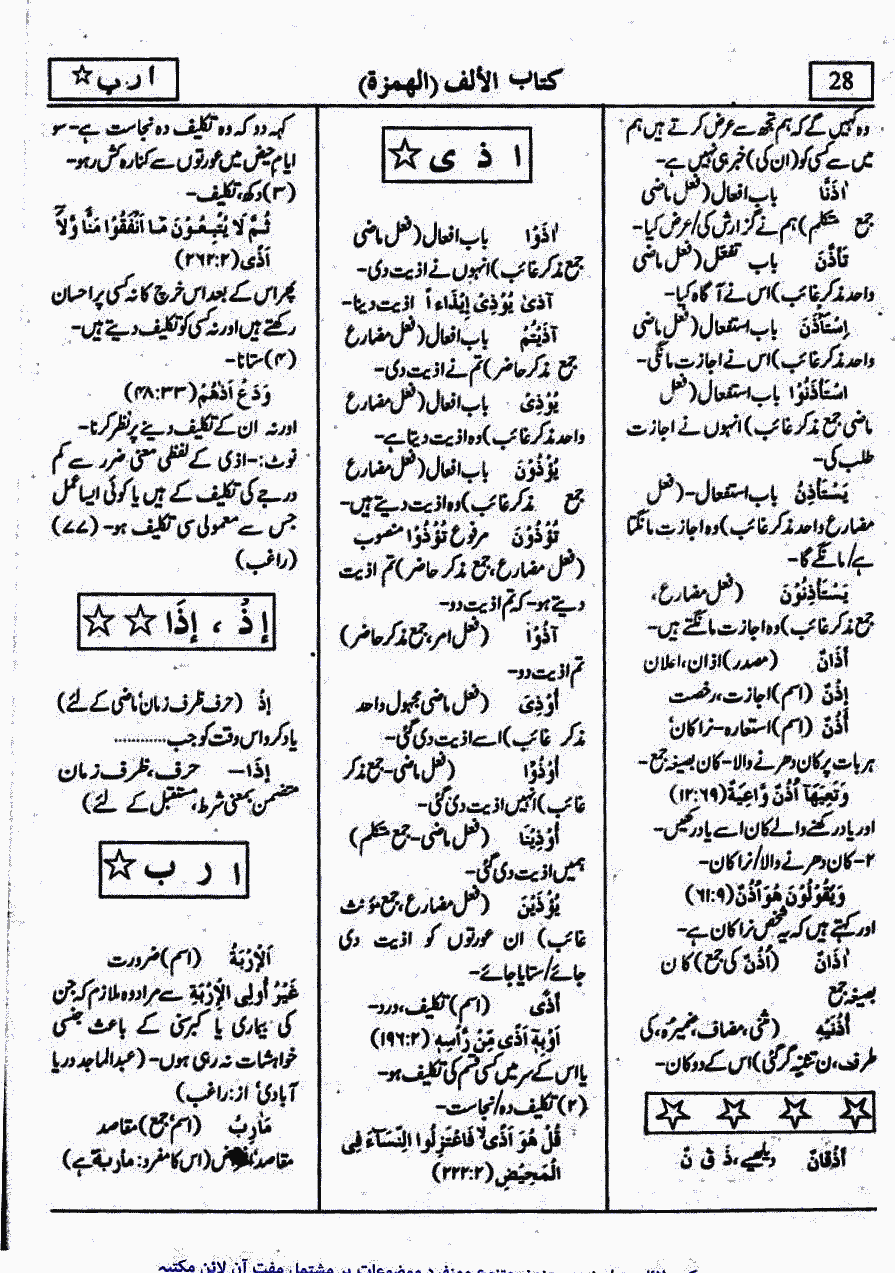 28
كتاب الألف (الهمزة)
ا ر ب ☆
وہ کہیں گے کہ ہم تجھ سے عرض کرتے ہیں ہم
میں سے کسی کو (ان کی) خبر ہی نہیں ہے-
اٰذَنَّا باب افعال (فعل ماضی
جمع متکلم) ہم نے گزارش کی/عرض کیا-
تَأَذَّنَ باب تفعّل (فعل ماضی
واحد مذکر غائب) اس نے آگاہ کیا-
اِسْتَأْذَنَ باب استفعال (فعل ماضی
واحد مذکر غائب) اس نے اجازت مانگی-
اسْتَأْذَنُوْا باب استفعال (فعل
ماضی جمع مذکر غائب) انہوں نے اجازت
طلب کی-
يَسْتَأْذِنُ باب استفعال- (فعل
مضارع واحد مذکر غائب) وہ اجازت مانگتا
ہے/مانگے گا-
يَسْتَأْذِنُوْنَ (فعل مضارع،
جمع مذکر غائب) وہ اجازت مانگتے ہیں-
أَذَانٌ (مصدر) اذان، اعلان
إِذْنٌ (اسم) اجازت، رخصت
أُذُنٌ (اسم) استعارہ- نرا کان'
ہر بات پر کان دھرنے والا- کان بصیغہ جمع-
وَتَعِيَهَآ اُذُنٌ وَّاعِيَةٌ (۱۲:۶۹)
اور یاد رکھنے والے کان اسے یاد رکھیں-
۲- کان دھرنے والا/نرا کان-
وَيَقُوْلُوْنَ هُوَ اُذُنٌ (۶۱:۹)
اور کہتے ہیں کہ یہ شخص نرا کان ہے-
اٰذَانٌ (اُذُنٌ کی جمع) کان
بصیغہ جمع
أُذُنَيْهِ (مثنی، مضاف، ضمیر ہ، کی
طرف، ن تثنیہ گر گئی) اس کے دو کان-
☆ ☆ ☆ ☆
أَذْقَانٌ دیکھیے، ذَ قَ نٌ
ا ذ ی ☆
اٰذَوْا باب افعال (فعل ماضی
جمع مذکر غائب) انہوں نے اذیت دی-
آذیٰ يُؤْذِیْ اِيْذَاءاً اذیت دینا-
آذَيْتُمْ باب افعال (فعل مضارع
جمع مذکر حاضر) تم نے اذیت دی-
يُؤْذِیْ باب افعال (فعل مضارع
واحد مذکر غائب) وہ اذیت دیتا ہے-
يُؤْذُوْنَ باب افعال (فعل مضارع
جمع مذکر غائب) وہ اذیت دیتے ہیں-
تُؤْذُوْنَ مرفوع تُؤْذُوْا منصوب
(فعل مضارع، جمع مذکر حاضر) تم اذیت
دیتے ہو- کہ تم اذیت دو-
آذُوْا (فعل امر، جمع مذکر حاضر)
تم اذیت دو-
أُوْذِیَ (فعل ماضی مجہول واحد
مذکر غائب) اسے اذیت دی گئی-
أُوْذُوْا (فعل ماضی- جمع مذکر
غائب) انہیں اذیت دی گئی-
أُوْذِيْنَا (فعل ماضی- جمع متکلم)
ہمیں اذیت دی گئی-
يُؤْذَيْنَ (فعل مضارع، جمع مؤنث
غائب) ان عورتوں کو اذیت دی
جائے/ستایا جائے-
أَذًی (اسم) تکلیف، درد-
اَوْبِهٖٓ اَذًی مِّنْ رَّأْسِهٖ (۱۹۶:۲)
یا اس کے سر میں کسی قسم کی تکلیف ہو-
(۲) تکلیف دہ/نجاست-
قُلْ هُوَ اَذًی ۙ فَاعْتَزِلُوا النِّسَآءَ فِی
الْمَحِيْضِ (۲۲۲:۲)
کہہ دو کہ وہ تکلیف دہ نجاست ہے- سو
ایام حیض میں عورتوں سے کنارہ کش رہو-
(۳) دکھ، تکلیف-
ثُمَّ لَا يُتْبِعُوْنَ مَآ اَنْفَقُوْا مَنًّا وَّلَآ
اَذًی (۲۶۲:۲)
پھر اس کے بعد اس خرچ کا نہ کسی پر احسان
رکھتے ہیں اور نہ کسی کو تکلیف دیتے ہیں-
(۴) ستانا-
وَدَعْ اَذٰهُمْ (۴۸:۳۳)
اور نہ ان کے تکلیف دینے پر نظر کرنا-
نوٹ:- اذی کے لفظی معنی ضرر سے کم
درجے کی تکلیف کے ہیں یا کوئی ایسا عمل
جس سے معمولی سی تکلیف ہو- (۷۷)
(راغب)
إِذْ ، إِذَا ☆ ☆
إِذْ (حرف ظرف زمان' ماضی کے لئے)
یاد کرو اس وقت کو جب............
إِذَا— حرف، ظرف زمان
متضمن بمعنی شرط، مستقبل کے لئے)
ا ر ب ☆
اَلْاِرْبَةُ (اسم) ضرورت
غَيْرُ أُولِی الْاِرْبَةِ سے مراد وہ ملازم کہ جن
کی بیماری یا کبرسنی کے باعث جنسی
خواہشات نہ رہی ہوں- (عبدالماجد دریا
آبادی' از: راغب)
مَاٰرِبُ (اسم' جمع) مقاصد
مقاصد (اس کا مفرد: مأربة ہے)